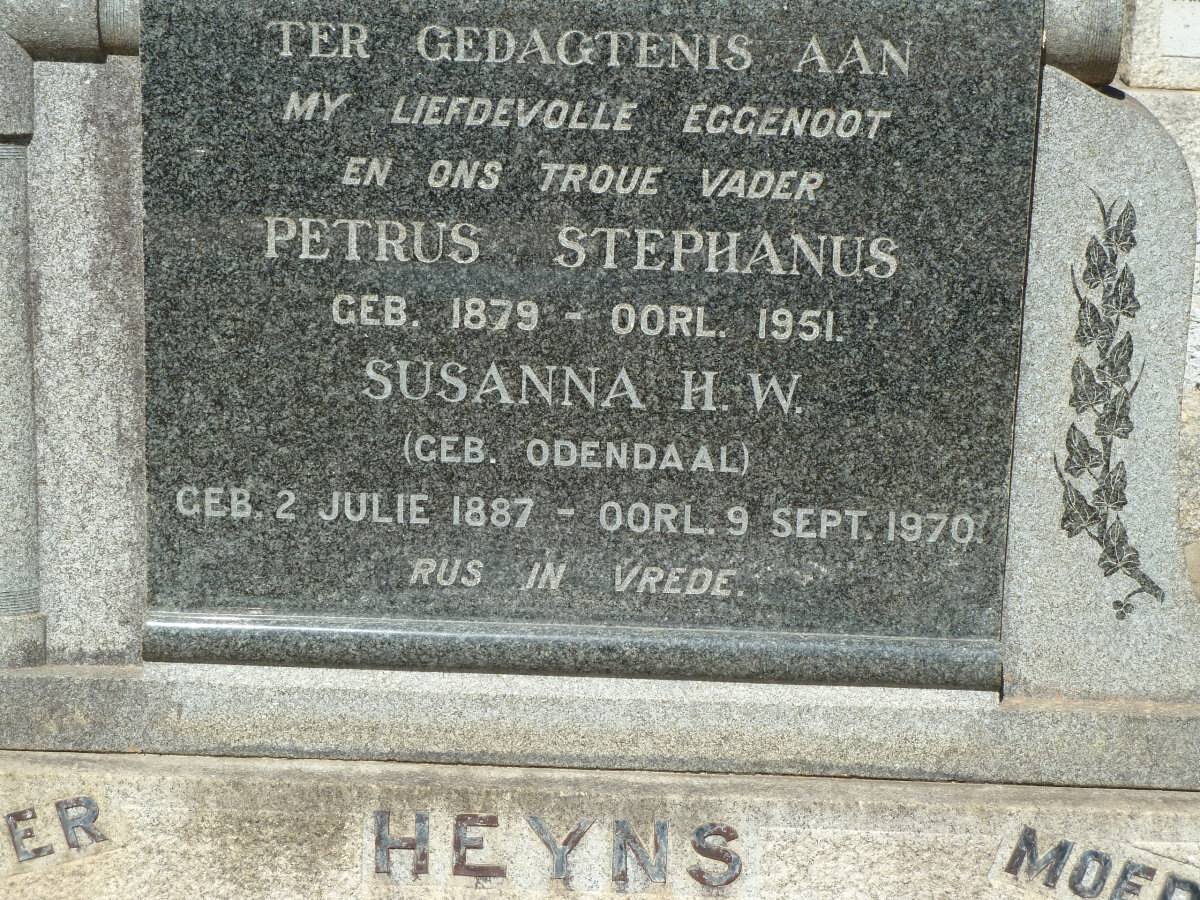 TER GEDAGTENIS AAN
MY LIEFDEVOLLE EGGENOOT
EN ONS TROUE VADER
PETRUS STEPHANUS
GEB. 1879 - OORL. 1951.
SUSANNA H. W.
(GEB. ODENDAAL)
GEB. 2 JULIE 1887 - OORL. 9 SEPT. 1970.
RUS IN VREDE.
ER HEYNS MOED